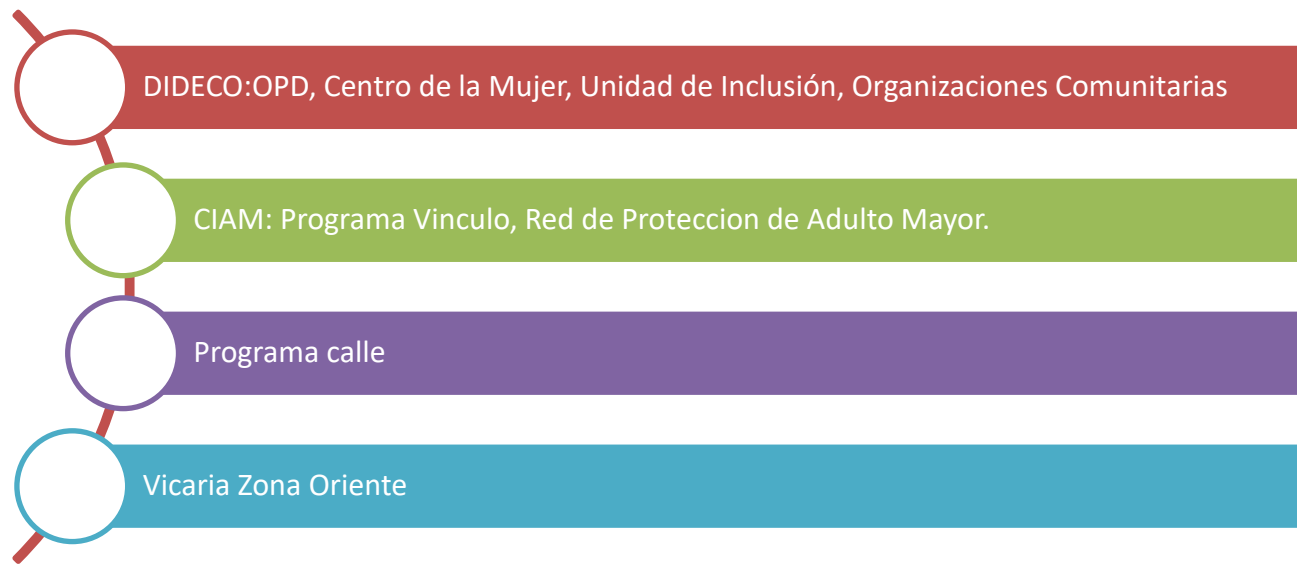 DIDECO:OPD, Centro de la Mujer, Unidad de Inclusión, Organizaciones Comunitarias
CIAM: Programa Vinculo, Red de Proteccion de Adulto Mayor.
Programa calle
Vicaria Zona Oriente